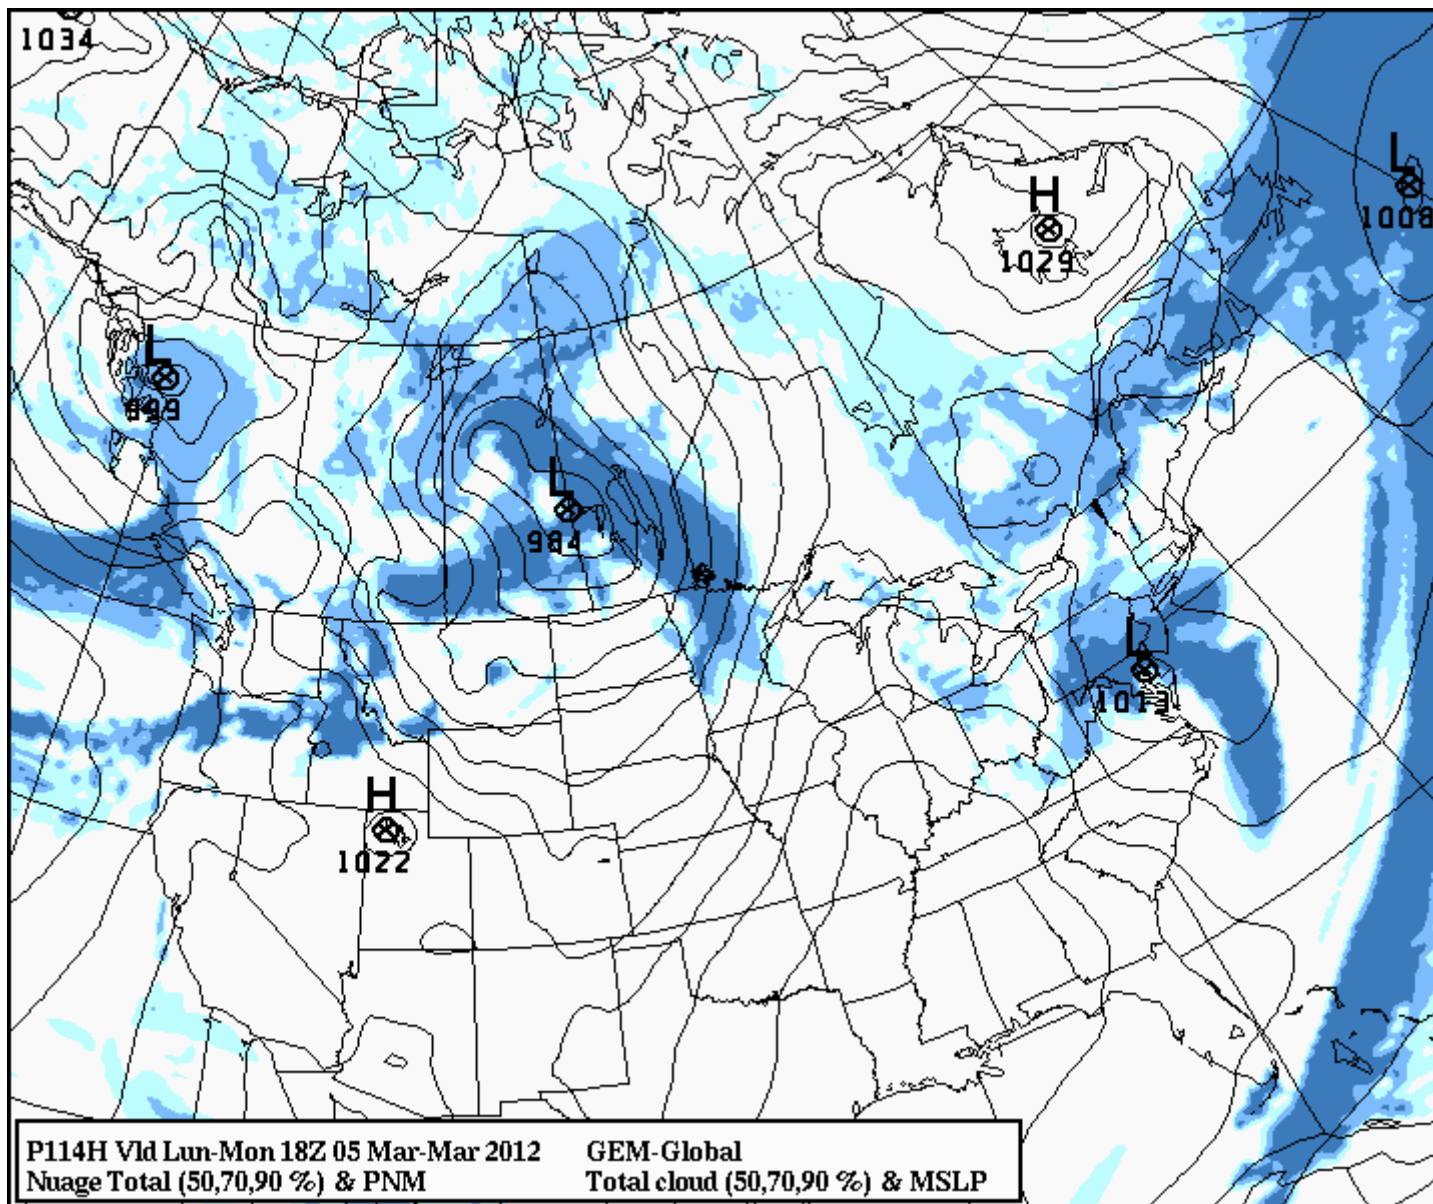 1034
L
1008
H
1029
L
999
L
984
L
1013
H
1022
P114H Vld Lun-Mon 18Z 05 Mar-Mar 2012 GEM-Global
Nuage Total (50,70,90 %) & PNM Total cloud (50,70,90 %) & MSLP